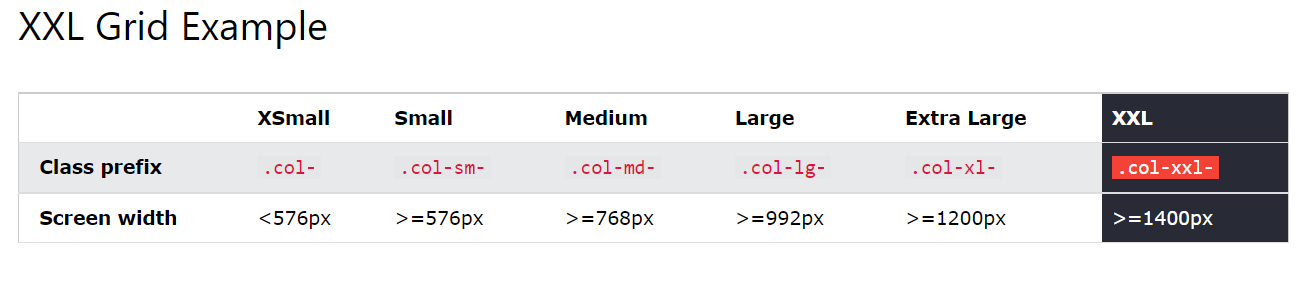 XXL Grid Example
XSmall Small Medium Large Extra Large XXL
Class prefix .col- .col-sm- .col-md- .col-lg- .col-xl- .col-xxl-
Screen width <576px >=576px >=768px >=992px >=1200px >=1400px